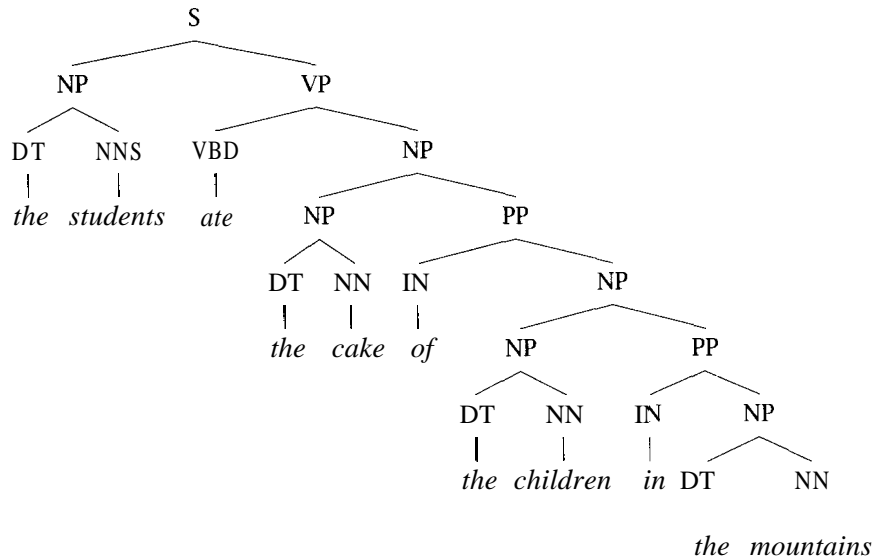 S
NP VP
DT NNS VBD NP
the students ate NP PP
DT NN IN NP
the cake of NP PP
DT NN IN NP
the children in DT NN
the mountains